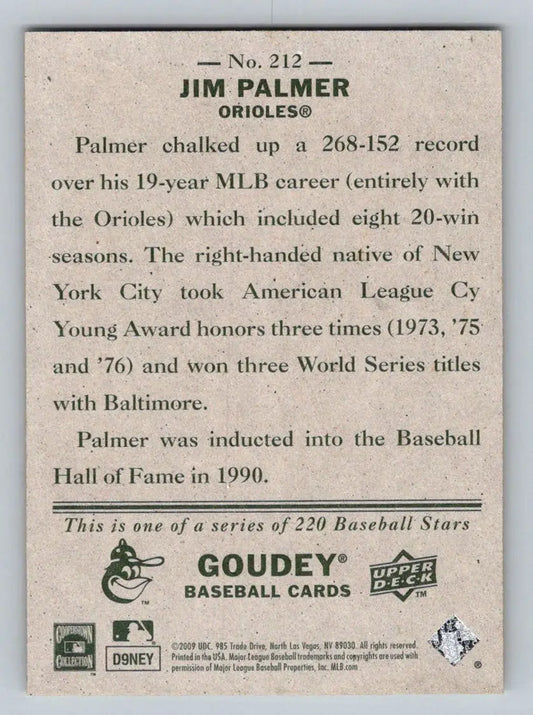 — No. 212 —
JIM PALMER
ORIOLES®
Palmer chalked up a 268-152 record
over his 19-year MLB career (entirely with
the Orioles) which included eight 20-win
seasons. The right-handed native of New
York City took American League Cy
Young Award honors three times (1973, ’75
and ’76) and won three World Series titles
with Baltimore.
Palmer was inducted into the Baseball
Hall of Fame in 1990.
This is one of a series of 220 Baseball Stars
GOUDEY®
BASEBALL CARDS
UPPER
DECK
TM
TM
COOPERSTOWN
COLLECTION
TM
TM
D9NEY
©2009 UDC. 985 Trade Drive, North Las Vegas, NV 89030. All rights reserved.
Printed in the USA. Major League Baseball trademarks and copyrights are used with
permission of Major League Baseball Properties, Inc. MLB.com
®